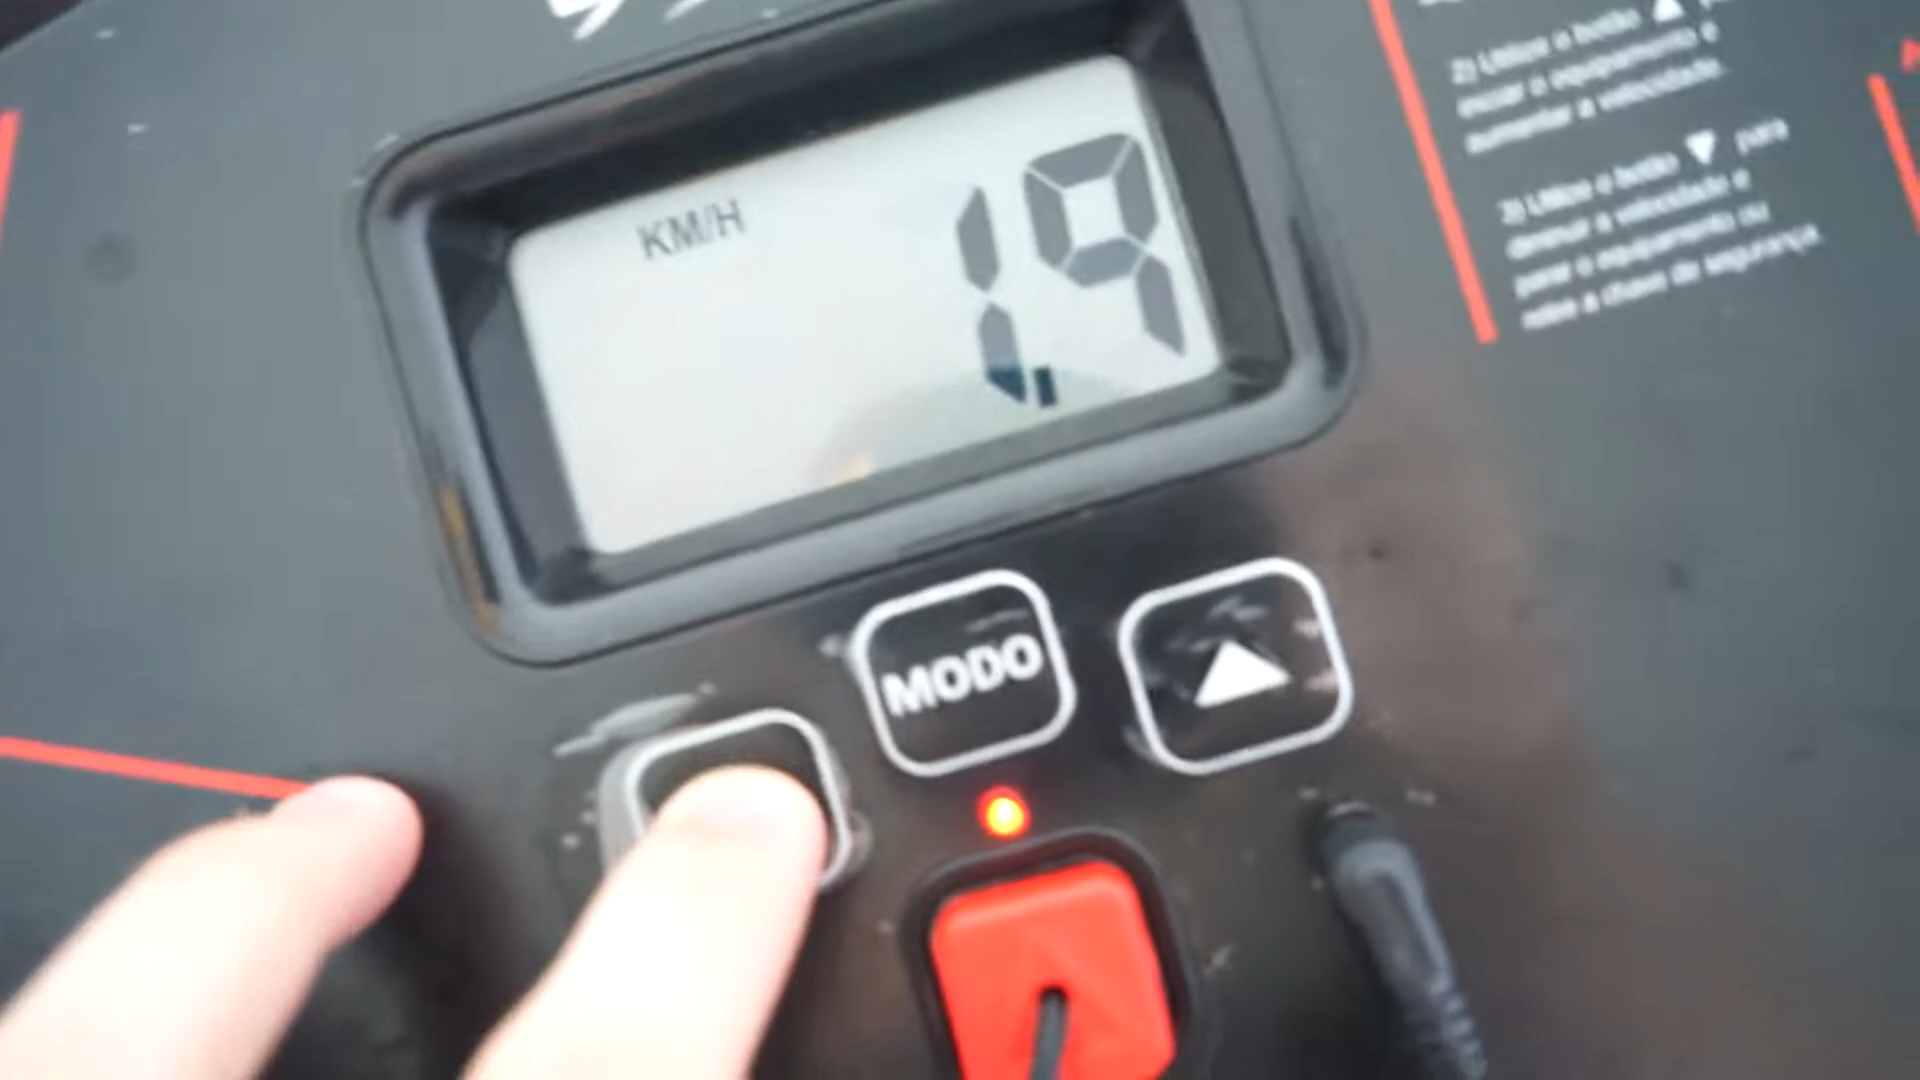 KM/H
1.9
MODO
2) Utilize o botão ▲
iniciar o equipamento e
aumentar a velocidade.
3) Utilize o botão ▼ para
diminuir a velocidade e
parar o equipamento ou
retire a chave de segurança.